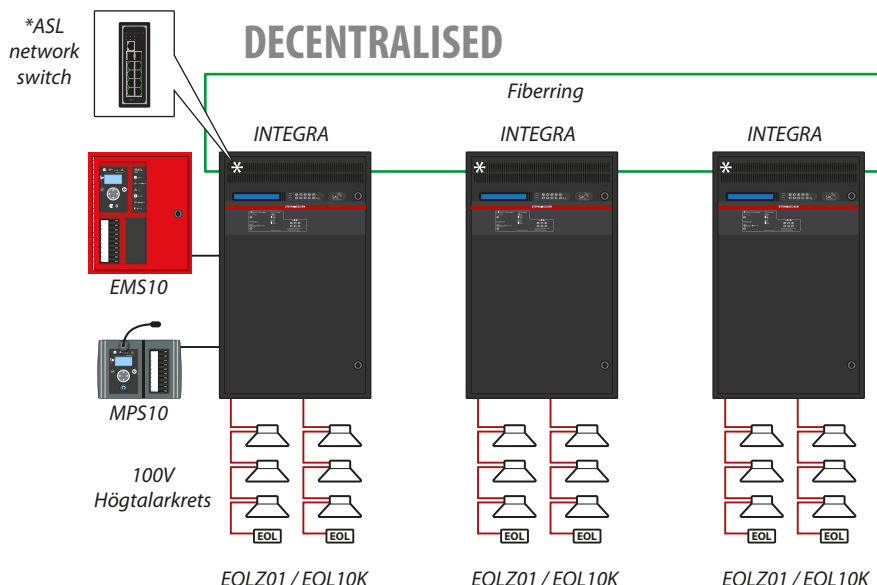 *ASL
network
switch
DECENTRALISED
Fiberring
INTEGRA
INTEGRA
INTEGRA
*
*
*
EMS10
MPS10
100V
Högtalarkrets
EOL
EOL
EOL
EOL
EOL
EOL
EOLZ01 / EOL10K
EOLZ01 / EOL10K
EOLZ01 / EOL10K